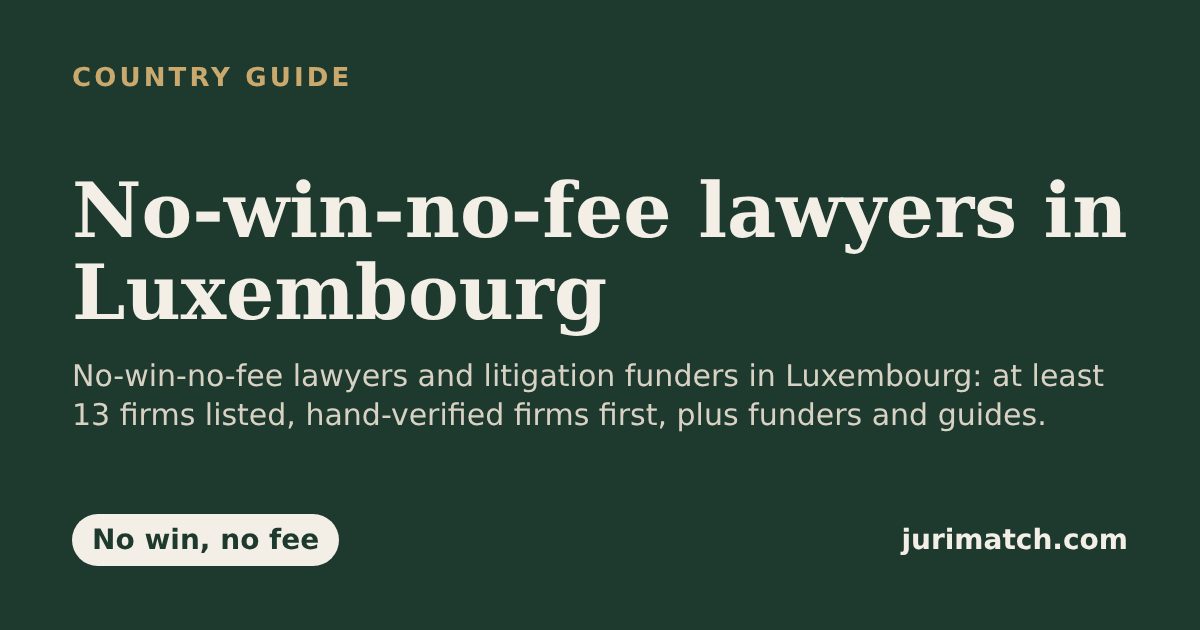 COUNTRY GUIDE
No-win-no-fee lawyers in
Luxembourg
No-win-no-fee lawyers and litigation funders in Luxembourg: at least
13 firms listed, hand-verified firms first, plus funders and guides.
No win, no fee
jurimatch.com